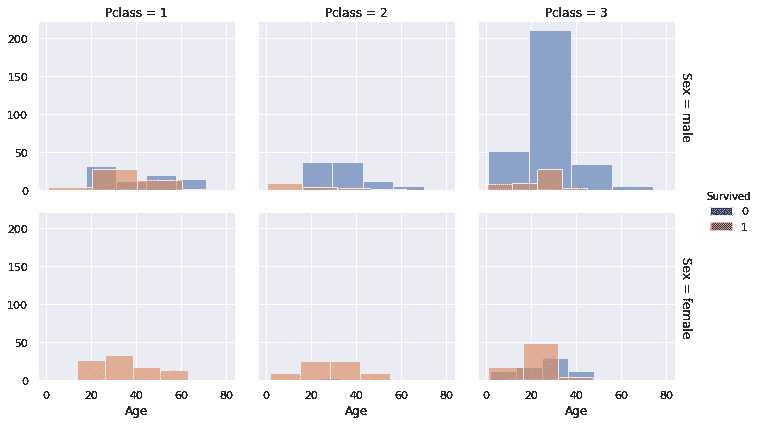 Pclass = 1
Pclass = 2
Pclass = 3
200
150
100
50
0
Sex = male
Survived
0
1
200
150
100
50
0
Sex = female
0 20 40 60 80
0 20 40 60 80
0 20 40 60 80
Age
Age
Age